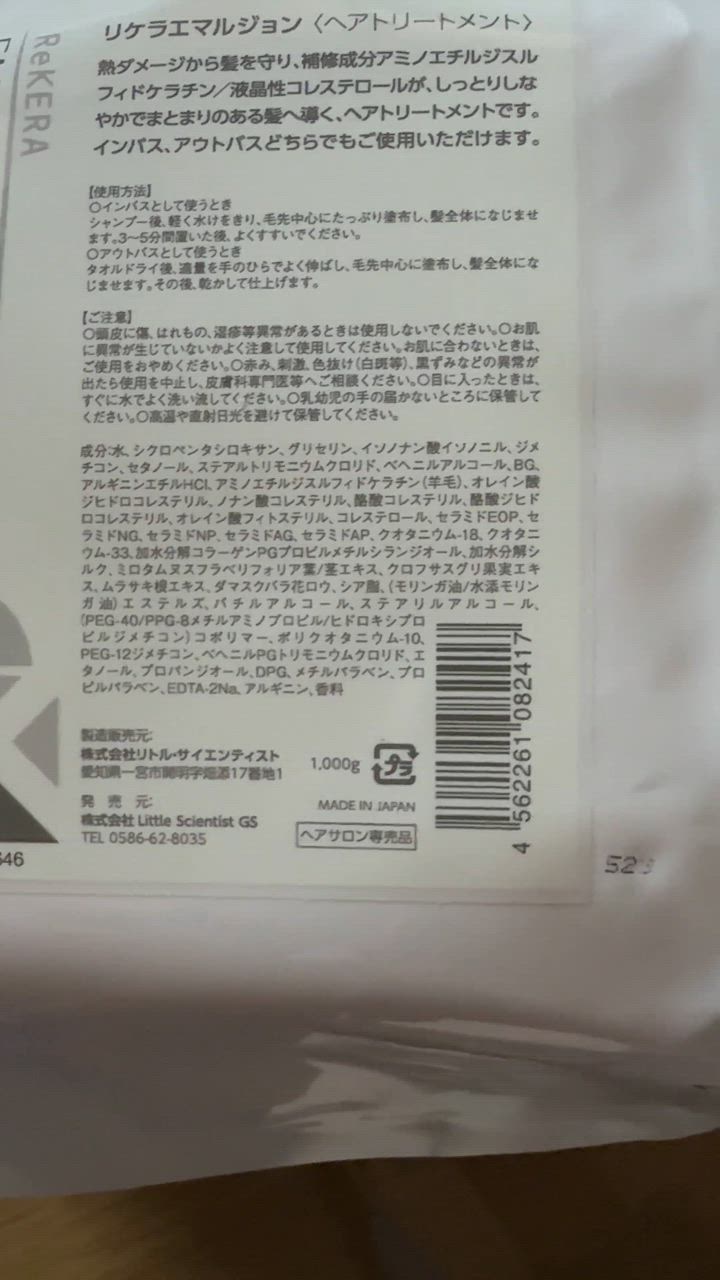 ReKERA
リケラエマルジョン〈ヘアトリートメント〉
熱ダメージから髪を守り、補修成分アミノエチルジスル
フィドケラチン/液晶性コレステロールが、しっとりしな
やかでまとまりのある髪へ導く、ヘアトリートメントです。
インバス、アウトバスどちらでもご使用いただけます。
【使用方法】
〇インバスとして使うとき
シャンプー後、軽く水けをきり、毛先中心にたっぷり塗布し、髪全体になじませ
ます。3〜5分間置いた後、よくすすいでください。
〇アウトバスとして使うとき
タオルドライ後、適量を手のひらでよく伸ばし、毛先中心に塗布し、髪全体にな
じませます。その後、乾かして仕上げます。
【ご注意】
〇頭皮に傷、はれもの、湿疹等異常があるときは使用しないでください。〇お肌
に異常が生じていないかよく注意して使用してください。お肌に合わないときは、
ご使用をおやめください。〇赤み、刺激、色抜け(白斑等)、黒ずみなどの異常が
出たら使用を中止し、皮膚科専門医等へご相談ください。〇目に入ったときは、
すぐに水でよく洗い流してください。〇乳幼児の手の届かないところに保管して
ください。〇高温や直射日光を避けて保管してください。
成分:水、シクロペンタシロキサン、グリセリン、イソノナン酸イソノニル、ジメ
チコン、セタノール、ステアルトリモニウムクロリド、ベヘニルアルコール、BG、
アルギニンエチルHCl、アミノエチルジスルフィドケラチン(羊毛)、オレイン酸
ジヒドロコレステリル、ノナン酸コレステリル、酪酸コレステリル、酪酸ジヒド
ロコレステリル、オレイン酸フィトステリル、コレステロール、セラミドEOP、セ
ラミドNG、セラミドNP、セラミドAG、セラミドAP、クオタニウム-18、クオタニ
ウム-33、加水分解コラーゲンPGプロピルメチルシランジオール、加水分解シ
ルク、ミロタムヌスフラベリフォリア葉/茎エキス、クロフサスグリ果実エキ
ス、ムラサキ根エキス、ダマスクバラ花ロウ、シア脂、(モリンガ油/水添モリン
ガ油)エステルズ、バチルアルコール、ステアリルアルコール、
(PEG-40/PPG-8メチルアミノプロピル/ヒドロキシプロ
ピルジメチコン)コポリマー、ポリクオタニウム-10、
PEG-12ジメチコン、ベヘニルPGトリモニウムクロリド、エ
タノール、プロパンジオール、DPG、メチルパラベン、プロ
ピルパラベン、EDTA-2Na、アルギニン、香料
製造販売元:
株式会社リトル・サイエンティスト
愛知県一宮市開明字畑添17番地1
発 売 元:
株式会社 Little Scientist GS
TEL 0586-62-8035
1,000g
プラ
MADE IN JAPAN
ヘアサロン専売品
4 562261 082417
646